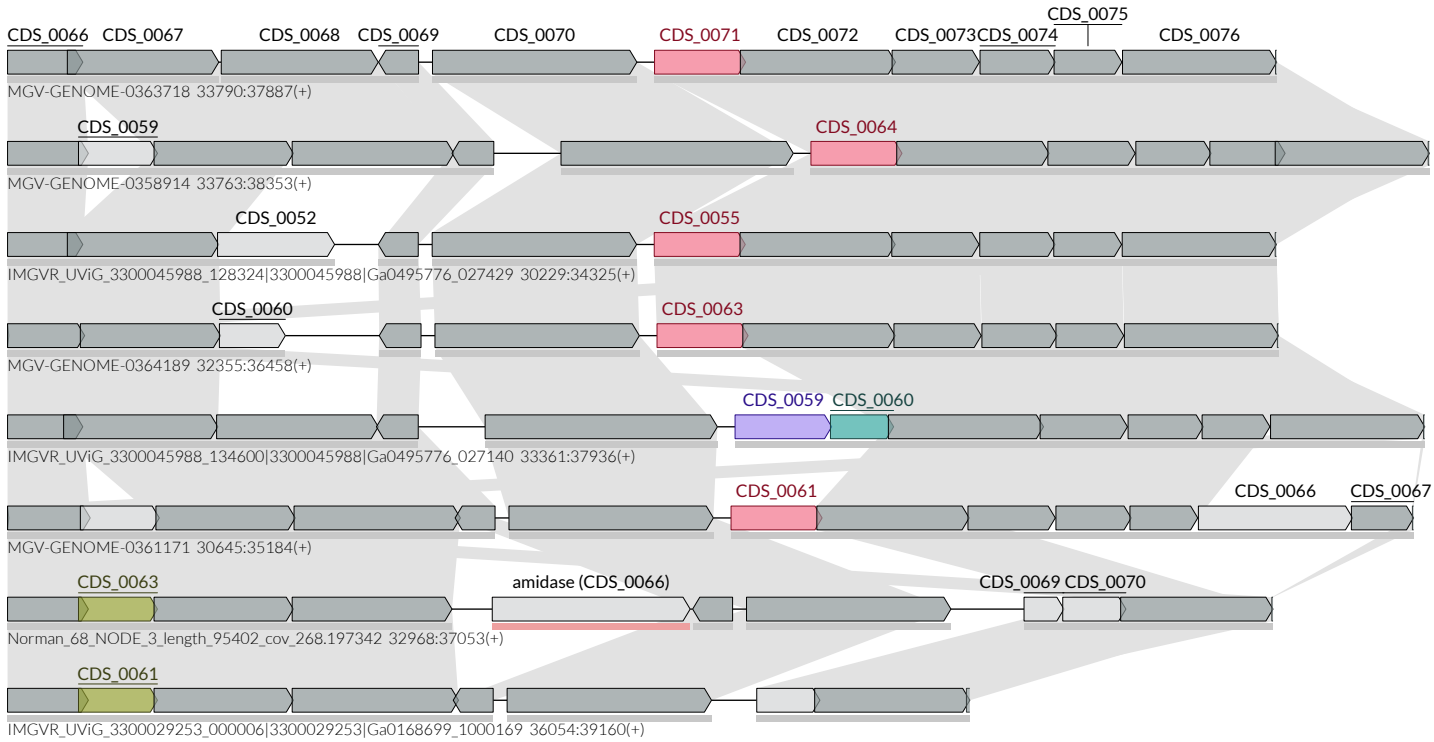 CDS_0075
CDS_0066 CDS_0067 CDS_0068 CDS_0069 CDS_0070 CDS_0071 CDS_0072 CDS_0073 CDS_0074 CDS_0076
MGV-GENOME-0363718 33790:37887(+)
CDS_0059 CDS_0064
MGV-GENOME-0358914 33763:38353(+)
CDS_0052 CDS_0055
IMGVR_UViG_3300045988_128324|3300045988|Ga0495776_027429 30229:34325(+)
CDS_0060 CDS_0063
MGV-GENOME-0364189 32355:36458(+)
CDS_0059 CDS_0060
IMGVR_UViG_3300045988_134600|3300045988|Ga0495776_027140 33361:37936(+)
CDS_0061 CDS_0066 CDS_0067
MGV-GENOME-0361171 30645:35184(+)
CDS_0063 amidase (CDS_0066) CDS_0069 CDS_0070
Norman_68_NODE_3_length_95402_cov_268.197342 32968:37053(+)
CDS_0061
IMGVR_UViG_3300029253_000006|3300029253|Ga0168699_1000169 36054:39160(+)